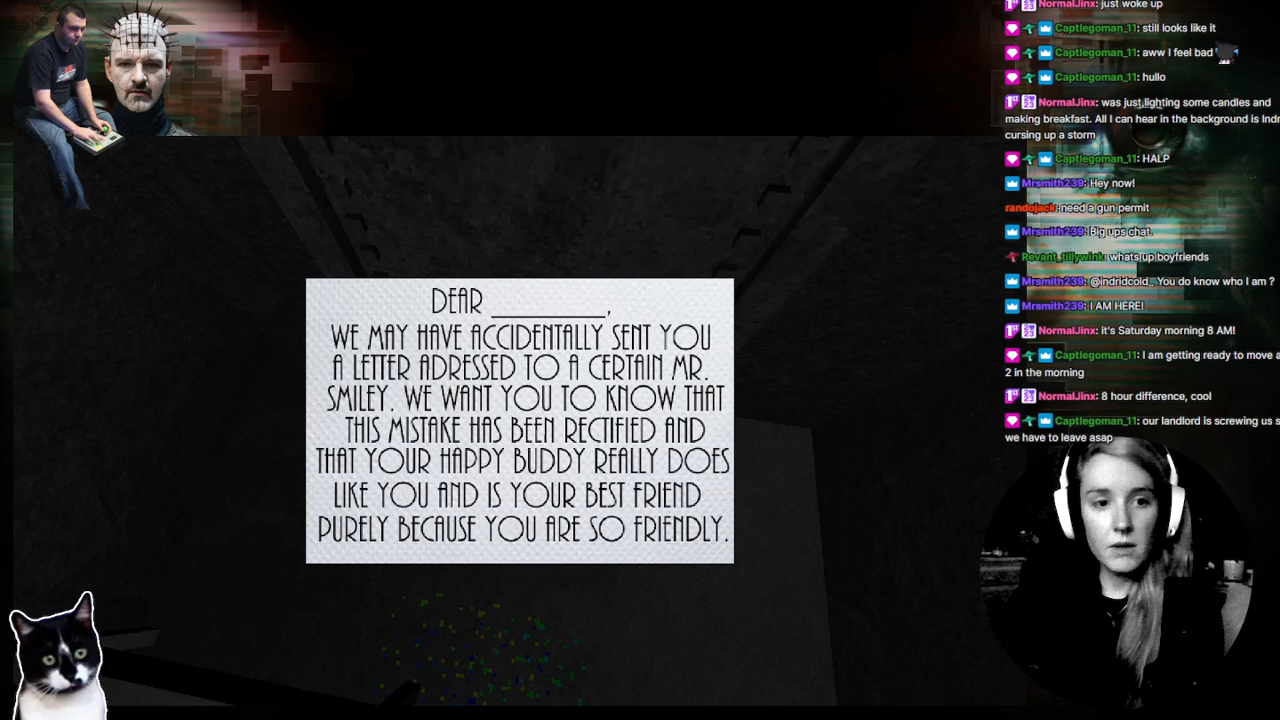 NormalJinx: just woke up
Captlegoman_11: still looks like it
Captlegoman_11: aww I feel bad
Captlegoman_11: hullo
NormalJinx: was just lighting some candles and
making breakfast. All I can hear in the background is Indr
cursing up a storm
Captlegoman_11: HALP
Mrsmith239: Hey now!
randojack: need a gun permit
Mrsmith239: Big ups chat.
Revant_tillywink: whats up boyfriends
Mrsmith239: @indridcold_ You do know who I am ?
Mrsmith239: I AM HERE!
NormalJinx: it's Saturday morning 8 AM!
Captlegoman_11: I am getting ready to move a
2 in the morning
NormalJinx: 8 hour difference, cool
Captlegoman_11: our landlord is screwing us s
we have to leave asap
DEAR __________,
WE MAY HAVE ACCIDENTALLY SENT YOU
A LETTER ADRESSED TO A CERTAIN MR.
SMILEY. WE WANT YOU TO KNOW THAT
THIS MISTAKE HAS BEEN RECTIFIED AND
THAT YOUR HAPPY BUDDY REALLY DOES
LIKE YOU AND IS YOUR BEST FRIEND
PURELY BECAUSE YOU ARE SO FRIENDLY.